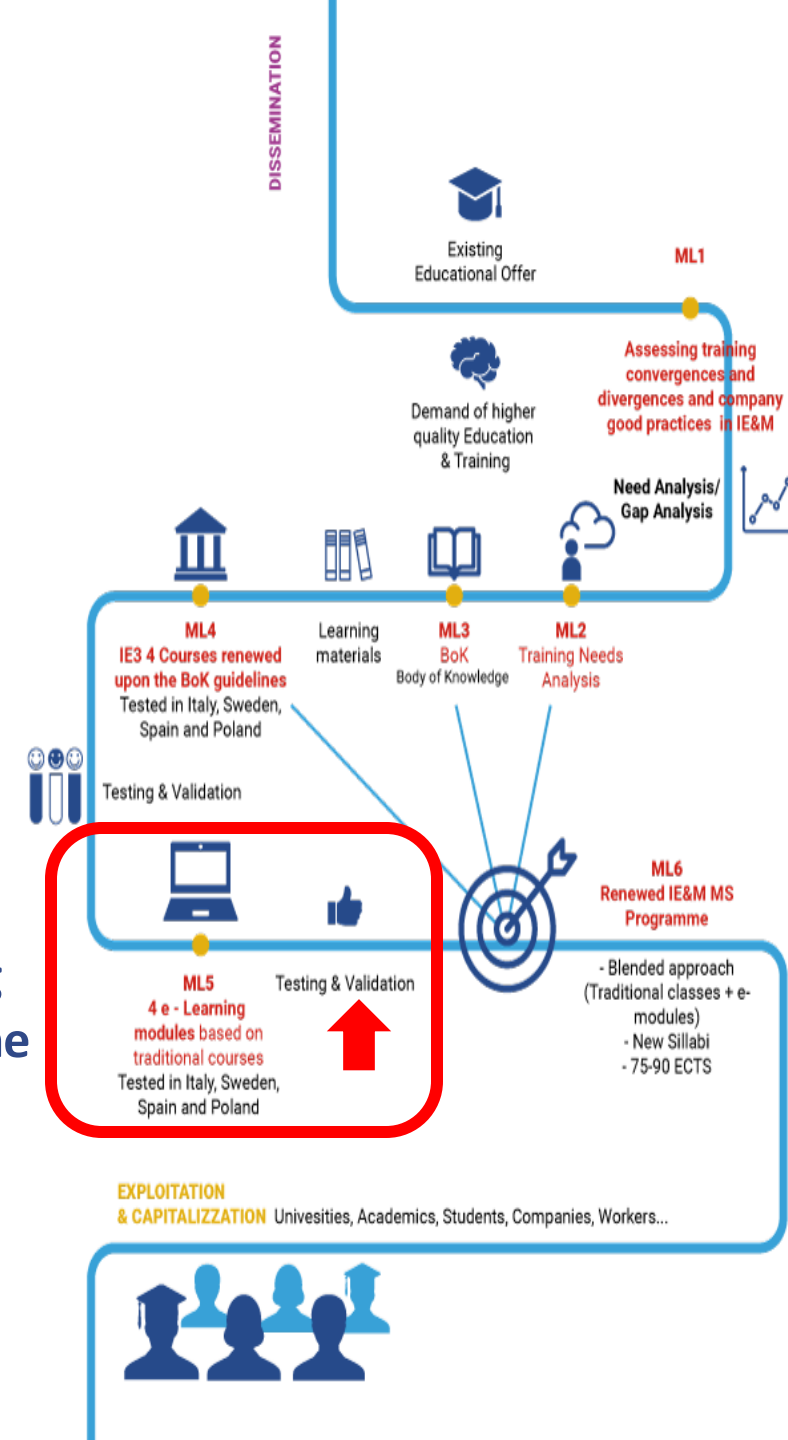 DISSEMINATION
Existing
Educational Offer
ML1
Assessing training
convergences and
divergences and company
good practices in IE&M
Demand of higher
quality Education
& Training
Need Analysis/
Gap Analysis
ML4
IE3 4 Courses renewed
upon the BoK guidelines
Tested in Italy, Sweden,
Spain and Poland
Learning
materials
ML3
BoK
Body of Knowledge
ML2
Training Needs
Analysis
Testing & Validation
ML6
Renewed IE&M MS
Programme
- Blended approach
(Traditional classes + e-
modules)
- New Sillabi
- 75-90 ECTS
ML5
4 e - Learning
modules based on
traditional courses
Tested in Italy, Sweden,
Spain and Poland
Testing & Validation
EXPLOITATION
& CAPITALIZZATION Univesities, Academics, Students, Companies, Workers...